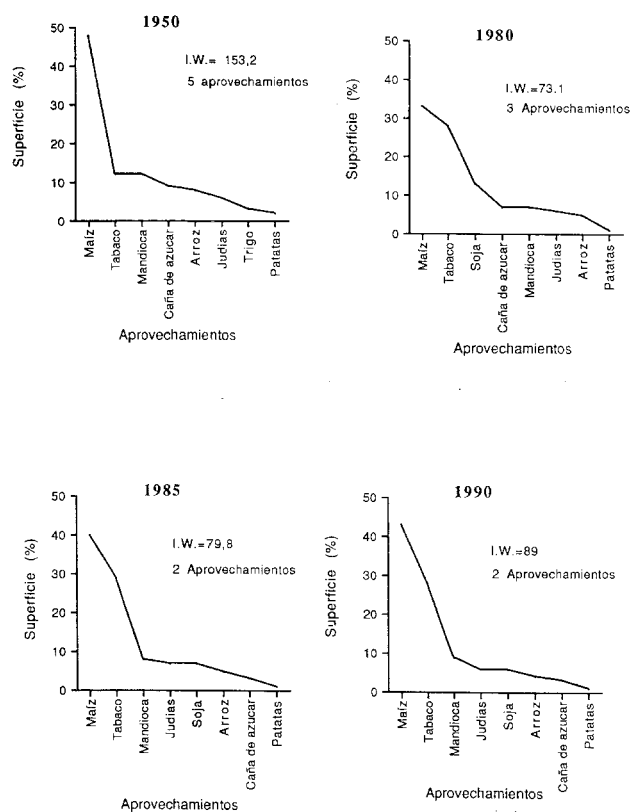 1950
I.W.= 153,2
5 aprovechamientos
Superficie (%)
50
40
30
20
10
0
Maíz
Tabaco
Mandioca
Caña de azucar
Arroz
Judias
Trigo
Patatas
Aprovechamientos
1980
I.W.=73.1
3 Aprovechamientos
Superficie (%)
50
40
30
20
10
0
Maíz
Tabaco
Soja
Caña de azucar
Mandioca
Judias
Arroz
Patatas
Aprovechamientos
1985
I.W.=79,8
2 Aprovechamientos
Superficie (%)
50
40
30
20
10
0
Maíz
Tabaco
Mandioca
Judias
Soja
Arroz
Caña de azucar
Patatas
Aprovechamientos
1990
I.W.=89
2 Aprovechamientos
Superficie (%)
50
40
30
20
10
0
Maíz
Tabaco
Mandioca
Judias
Soja
Arroz
Caña de azucar
Patatas
Aprovechamientos